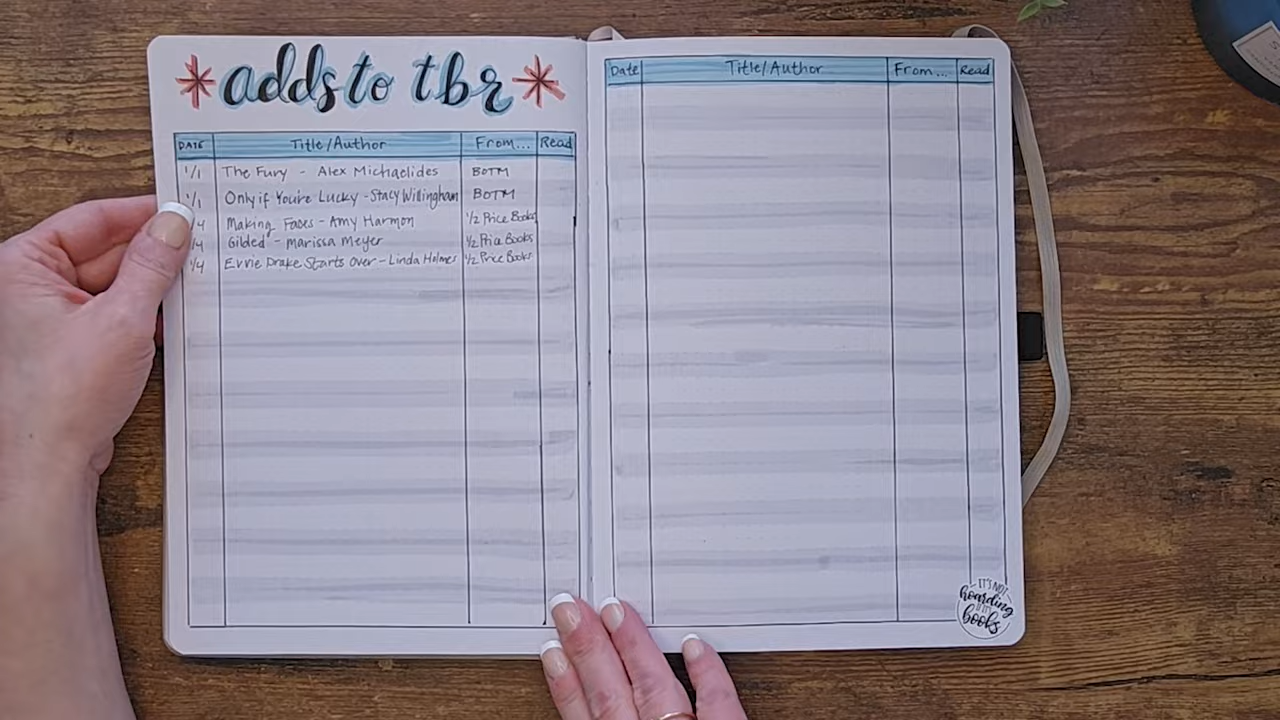 adds to tbr
DATE Title/Author From... Read
1/1 The Fury - Alex Michaelides BOTM
1/1 Only if You're Lucky - Stacy Willingham BOTM
/4 Making Faces - Amy Harmon 1/2 Price Books
/4 Gilded - Marissa Meyer 1/2 Price Books
1/4 Evvie Drake Starts Over - Linda Holmes 1/2 Price Books
Date Title/Author From... Read
IT'S NOT
hoarding
IF IT'S
books